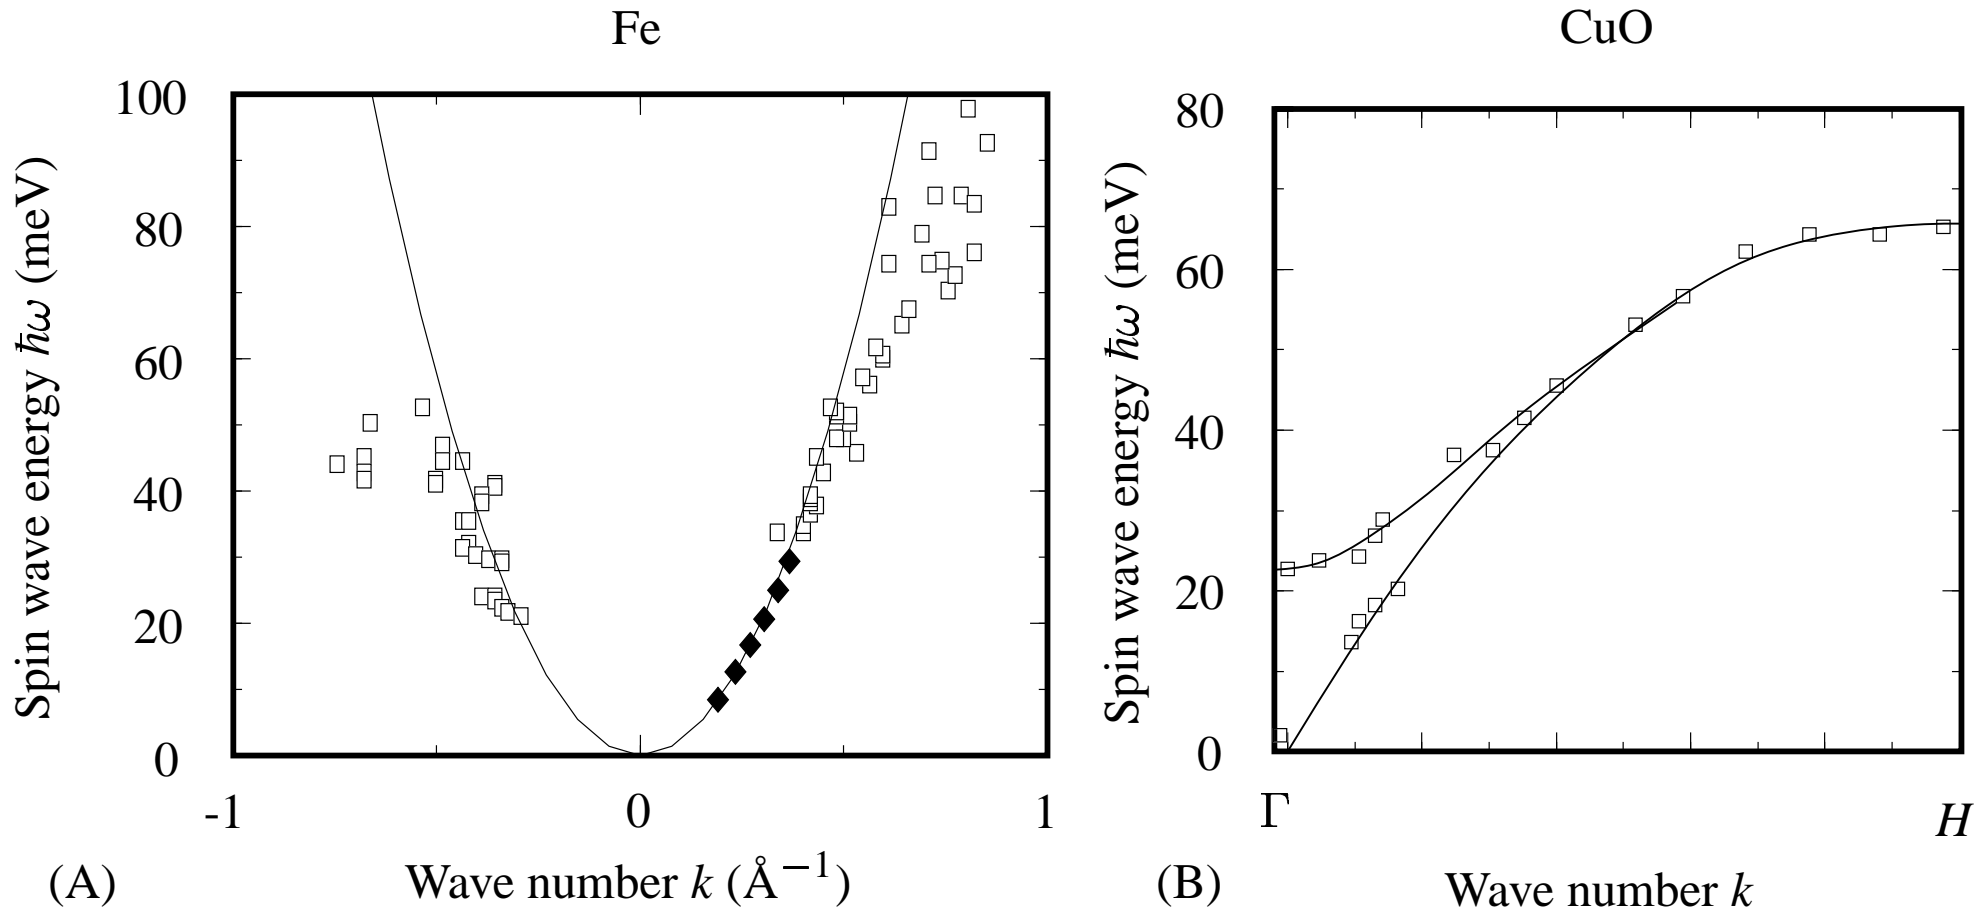 Fe
100
80
60
40
20
0
-1 0 1
Spin wave energy ℏω (meV)
Wave number k (Å⁻¹)
(A)
CuO
80
60
40
20
0
Γ H
Spin wave energy ℏω (meV)
Wave number k
(B)